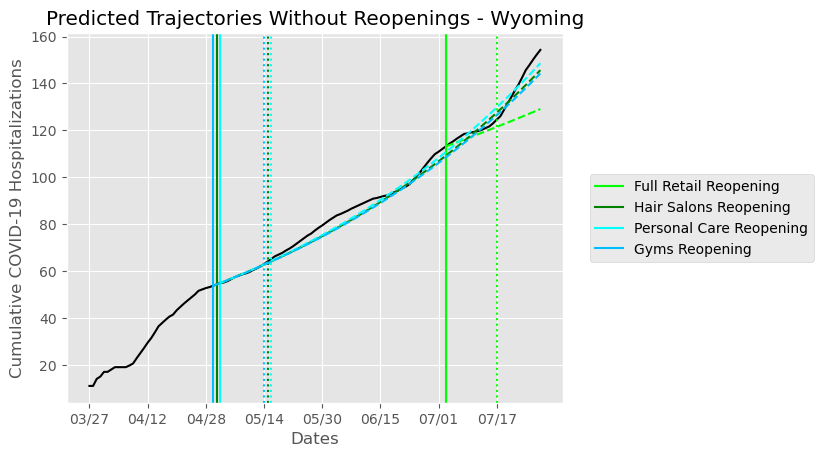 Predicted Trajectories Without Reopenings - Wyoming
Cumulative COVID-19 Hospitalizations
160
140
120
100
80
60
40
20
03/27 04/12 04/28 05/14 05/30 06/15 07/01 07/17
Dates
Full Retail Reopening
Hair Salons Reopening
Personal Care Reopening
Gyms Reopening